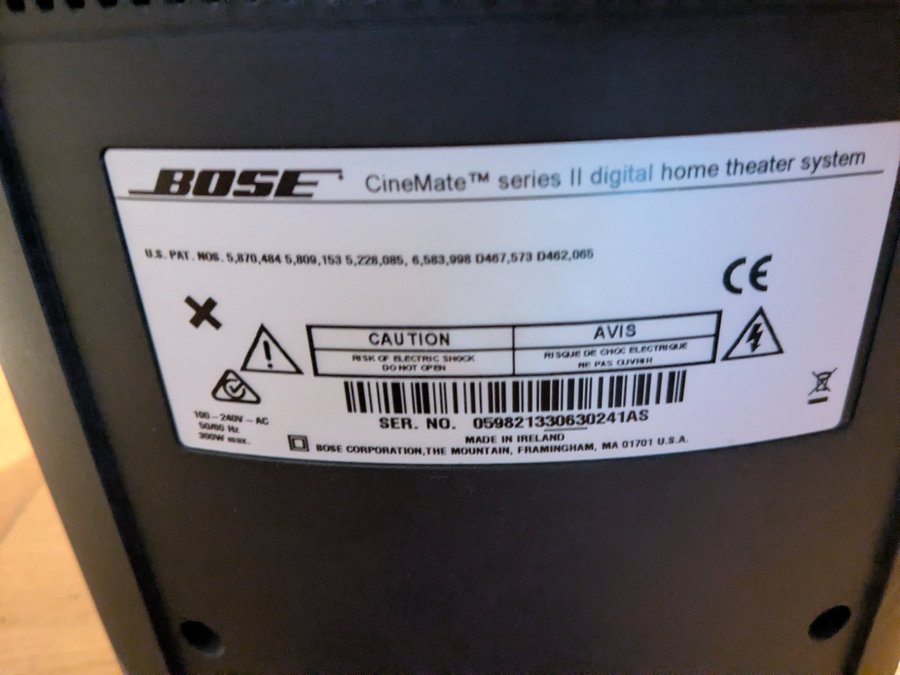 BOSE CineMate™ series II digital home theater system
U.S. PAT. NOS. 5,870,484 5,809,153 5,228,085, 6,583,998 D467,573 D462,065
CE
CAUTION AVIS
RISK OF ELECTRIC SHOCK
DO NOT OPEN
RISQUE DE CHOC ELECTRIQUE
NE PAS OUVRIR
100-240V ~ AC
50/60 Hz
300W max.
SER. NO. 059821330630241AS
MADE IN IRELAND
BOSE CORPORATION, THE MOUNTAIN, FRAMINGHAM, MA 01701 U.S.A.